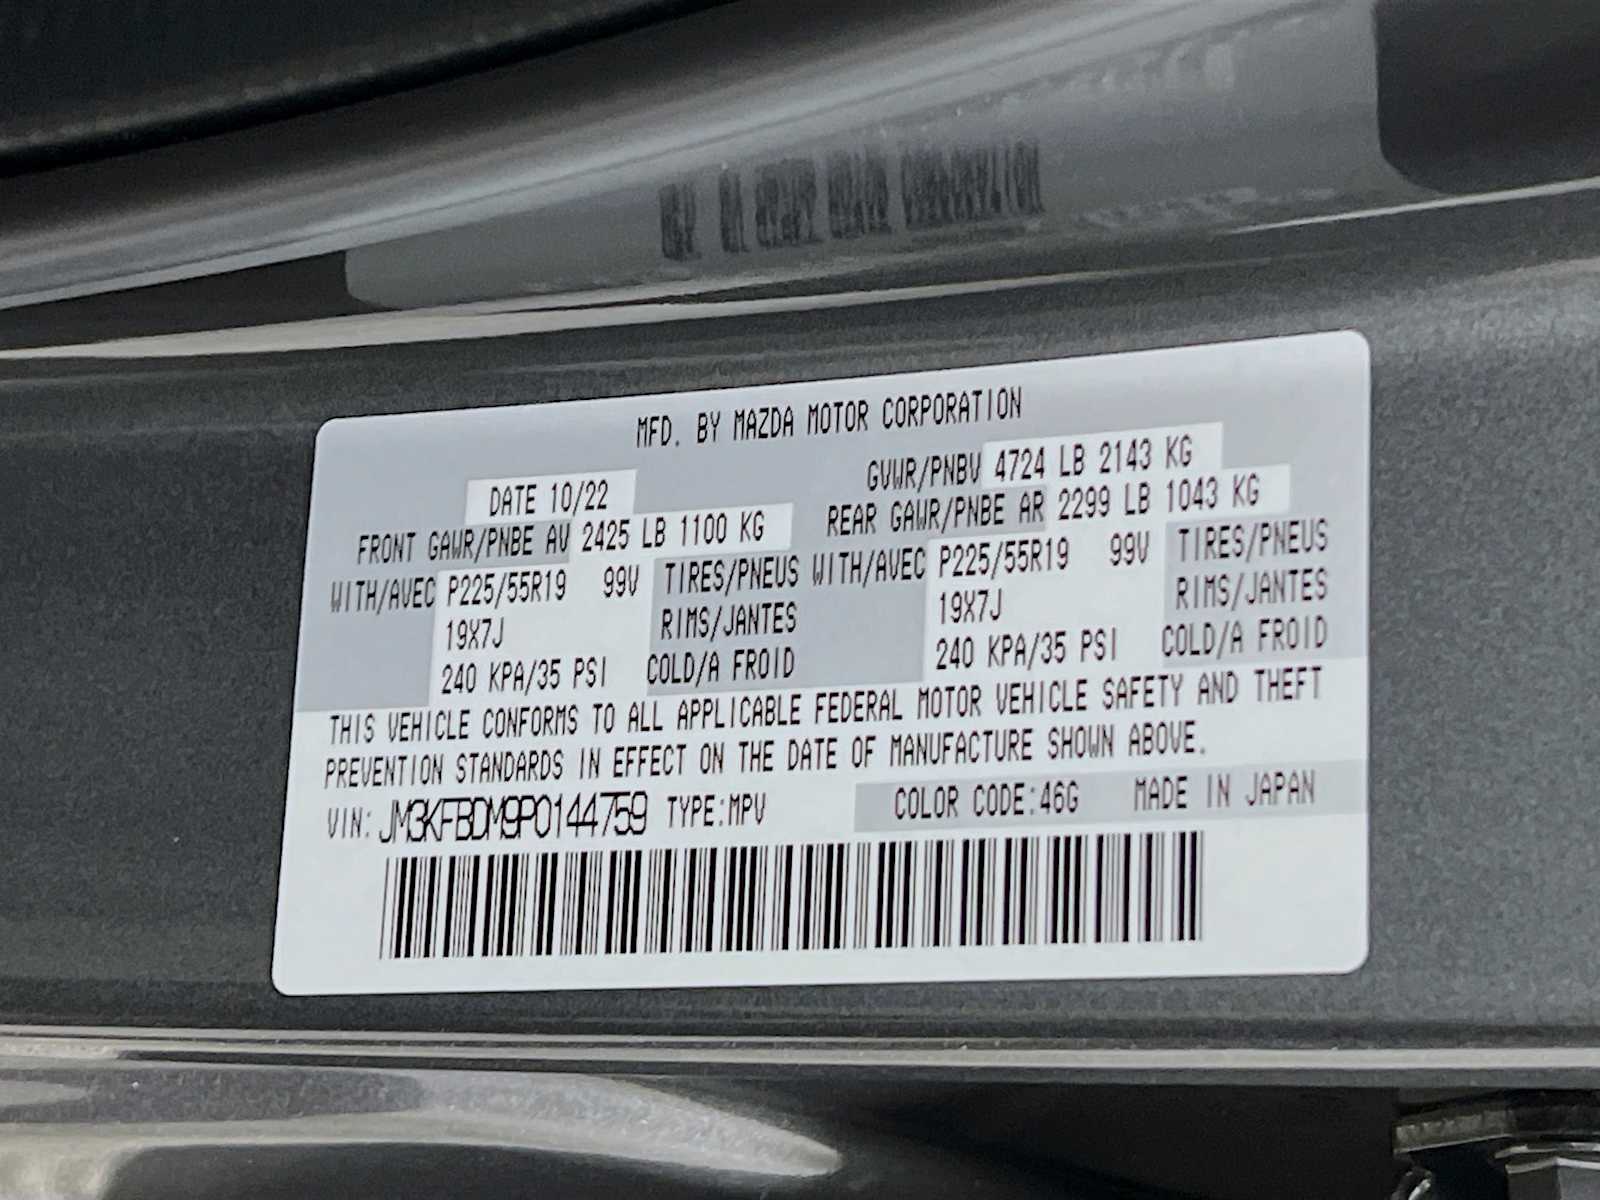 MFD. BY MAZDA MOTOR CORPORATION
DATE 10/22 GVWR/PNBV 4724 LB 2143 KG
FRONT GAWR/PNBE AV 2425 LB 1100 KG REAR GAWR/PNBE AR 2299 LB 1043 KG
WITH/AVEC P225/55R19 99V TIRES/PNEUS WITH/AVEC P225/55R19 99V TIRES/PNEUS
19X7J RIMS/JANTES 19X7J RIMS/JANTES
240 KPA/35 PSI COLD/A FROID 240 KPA/35 PSI COLD/A FROID
THIS VEHICLE CONFORMS TO ALL APPLICABLE FEDERAL MOTOR VEHICLE SAFETY AND THEFT
PREVENTION STANDARDS IN EFFECT ON THE DATE OF MANUFACTURE SHOWN ABOVE.
VIN: JM3KFBDM9P0144759 TYPE:MPV COLOR CODE:46G MADE IN JAPAN